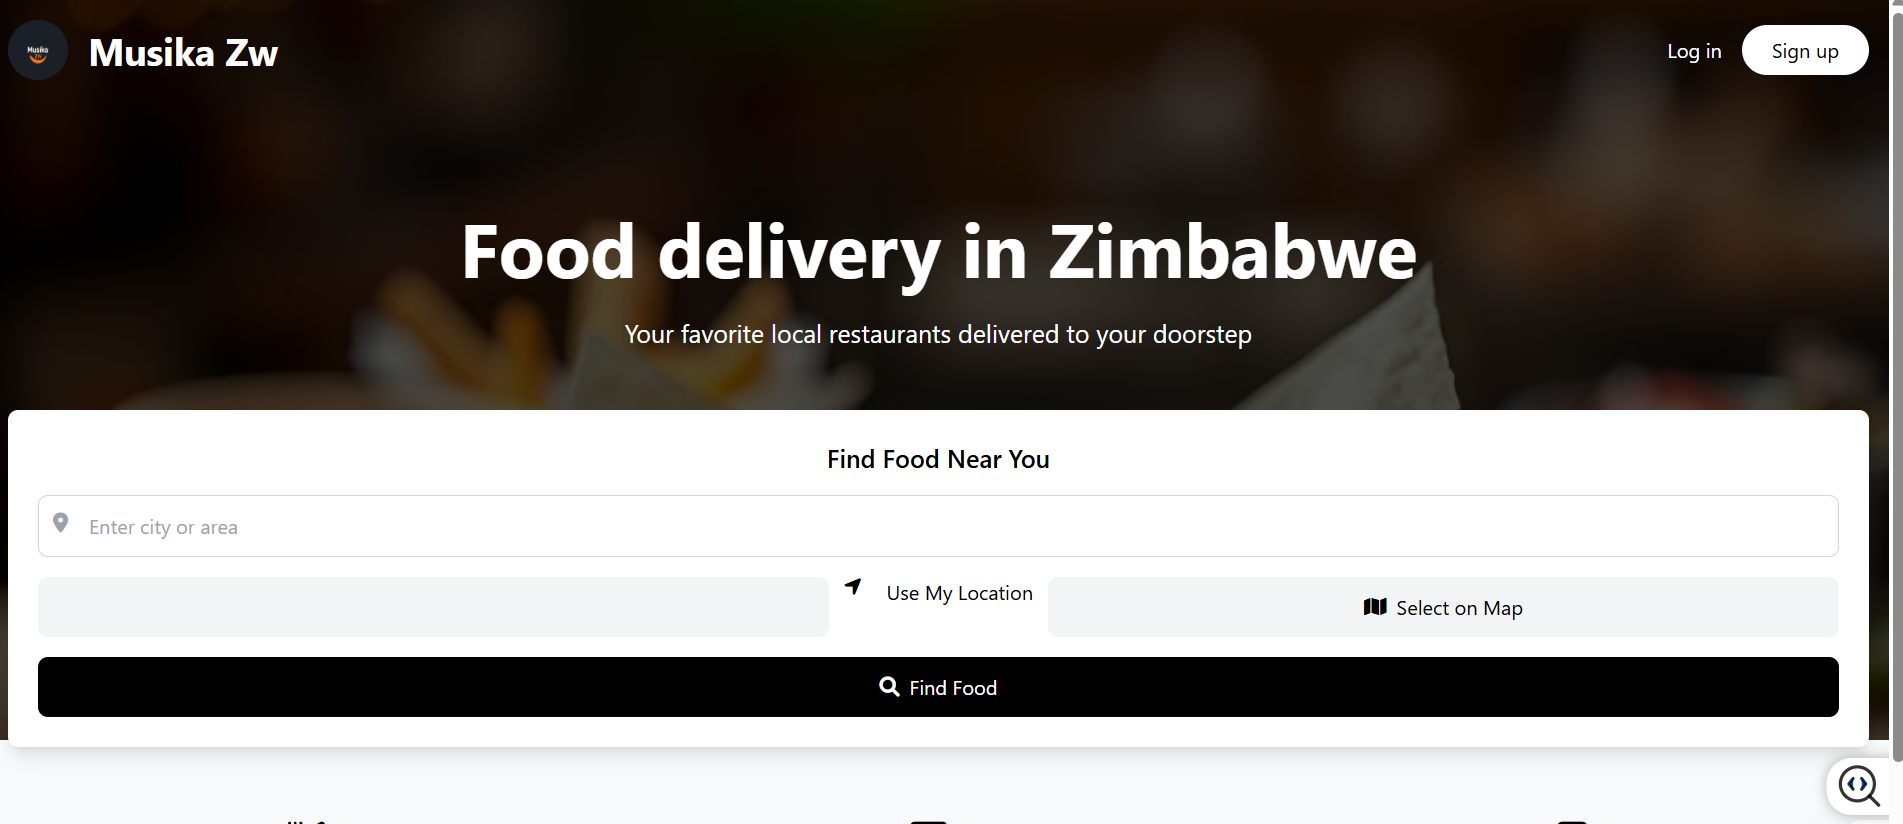 Musika
ZW
Musika Zw
Log in
Sign up
Food delivery in Zimbabwe
Your favorite local restaurants delivered to your doorstep
Find Food Near You
Enter city or area
Use My Location
Select on Map
Find Food